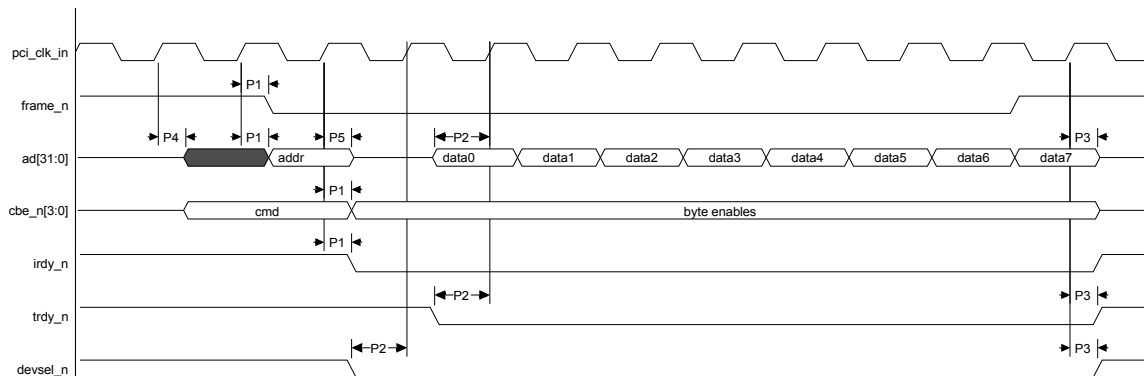 pci_clk_in
P1
frame_n
P4 P1 P5 P2 P3
ad[31:0] addr data0 data1 data2 data3 data4 data5 data6 data7
P1
cbe_n[3:0] cmd byte enables
P1
irdy_n
P2 P3
trdy_n
P2 P3
devsel_n